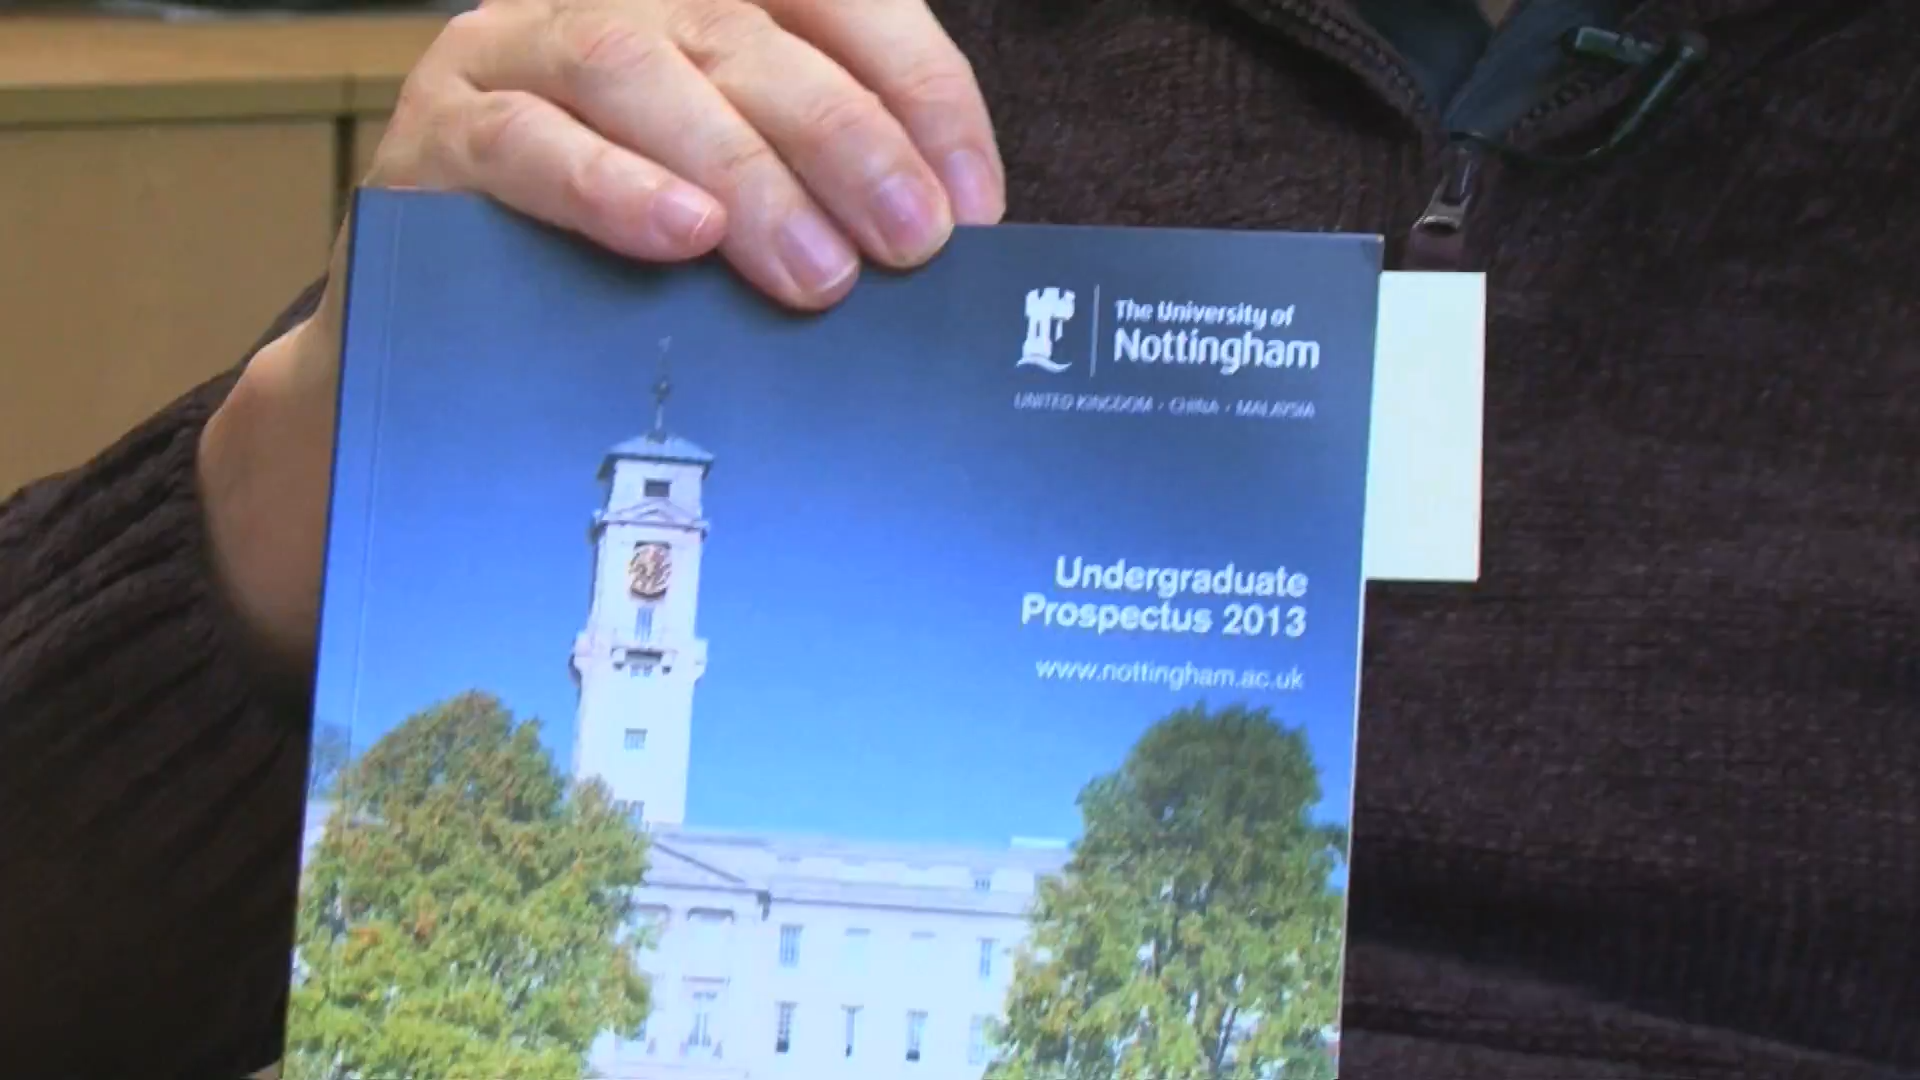 The University of
Nottingham
UNITED KINGDOM · CHINA · MALAYSIA
Undergraduate
Prospectus 2013
www.nottingham.ac.uk